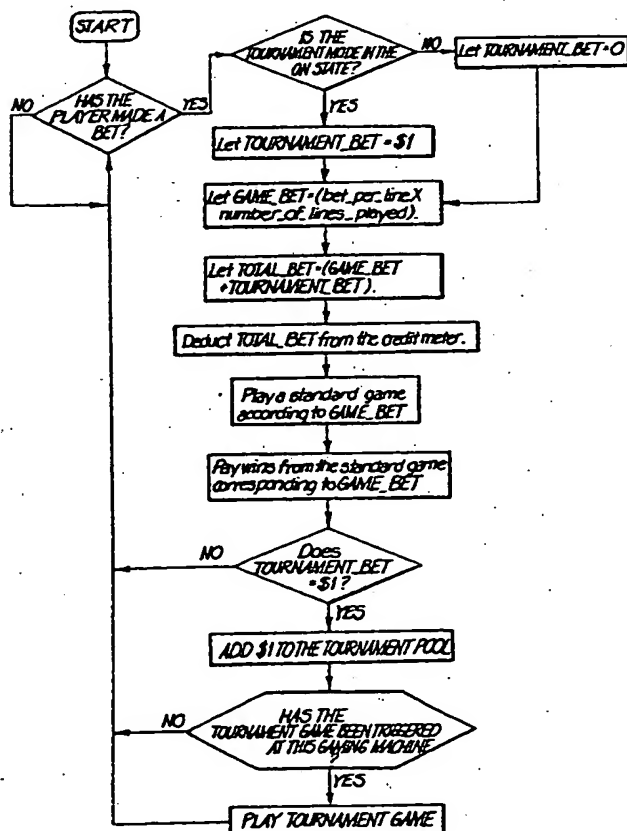 START
IS THE
TOURNAMENT MODE IN THE
ON STATE?
NO
Let TOURNAMENT_BET=0
NO
HAS THE
PLAYER MADE A
BET?
YES
YES
Let TOURNAMENT_BET = $1
Let GAME_BET=(bet_per_line X
number_of_lines_played).
Let TOTAL_BET=(GAME_BET
+TOURNAMENT_BET).
Deduct TOTAL_BET from the credit meter.
Play a standard game
according to GAME_BET
Pay wins from the standard game
corresponding to GAME_BET
NO
Does
TOURNAMENT_BET
=$1?
YES
ADD $1 TO THE TOURNAMENT POOL
NO
HAS THE
TOURNAMENT GAME BEEN TRIGGERED
AT THIS GAMING MACHINE
?
YES
PLAY TOURNAMENT GAME